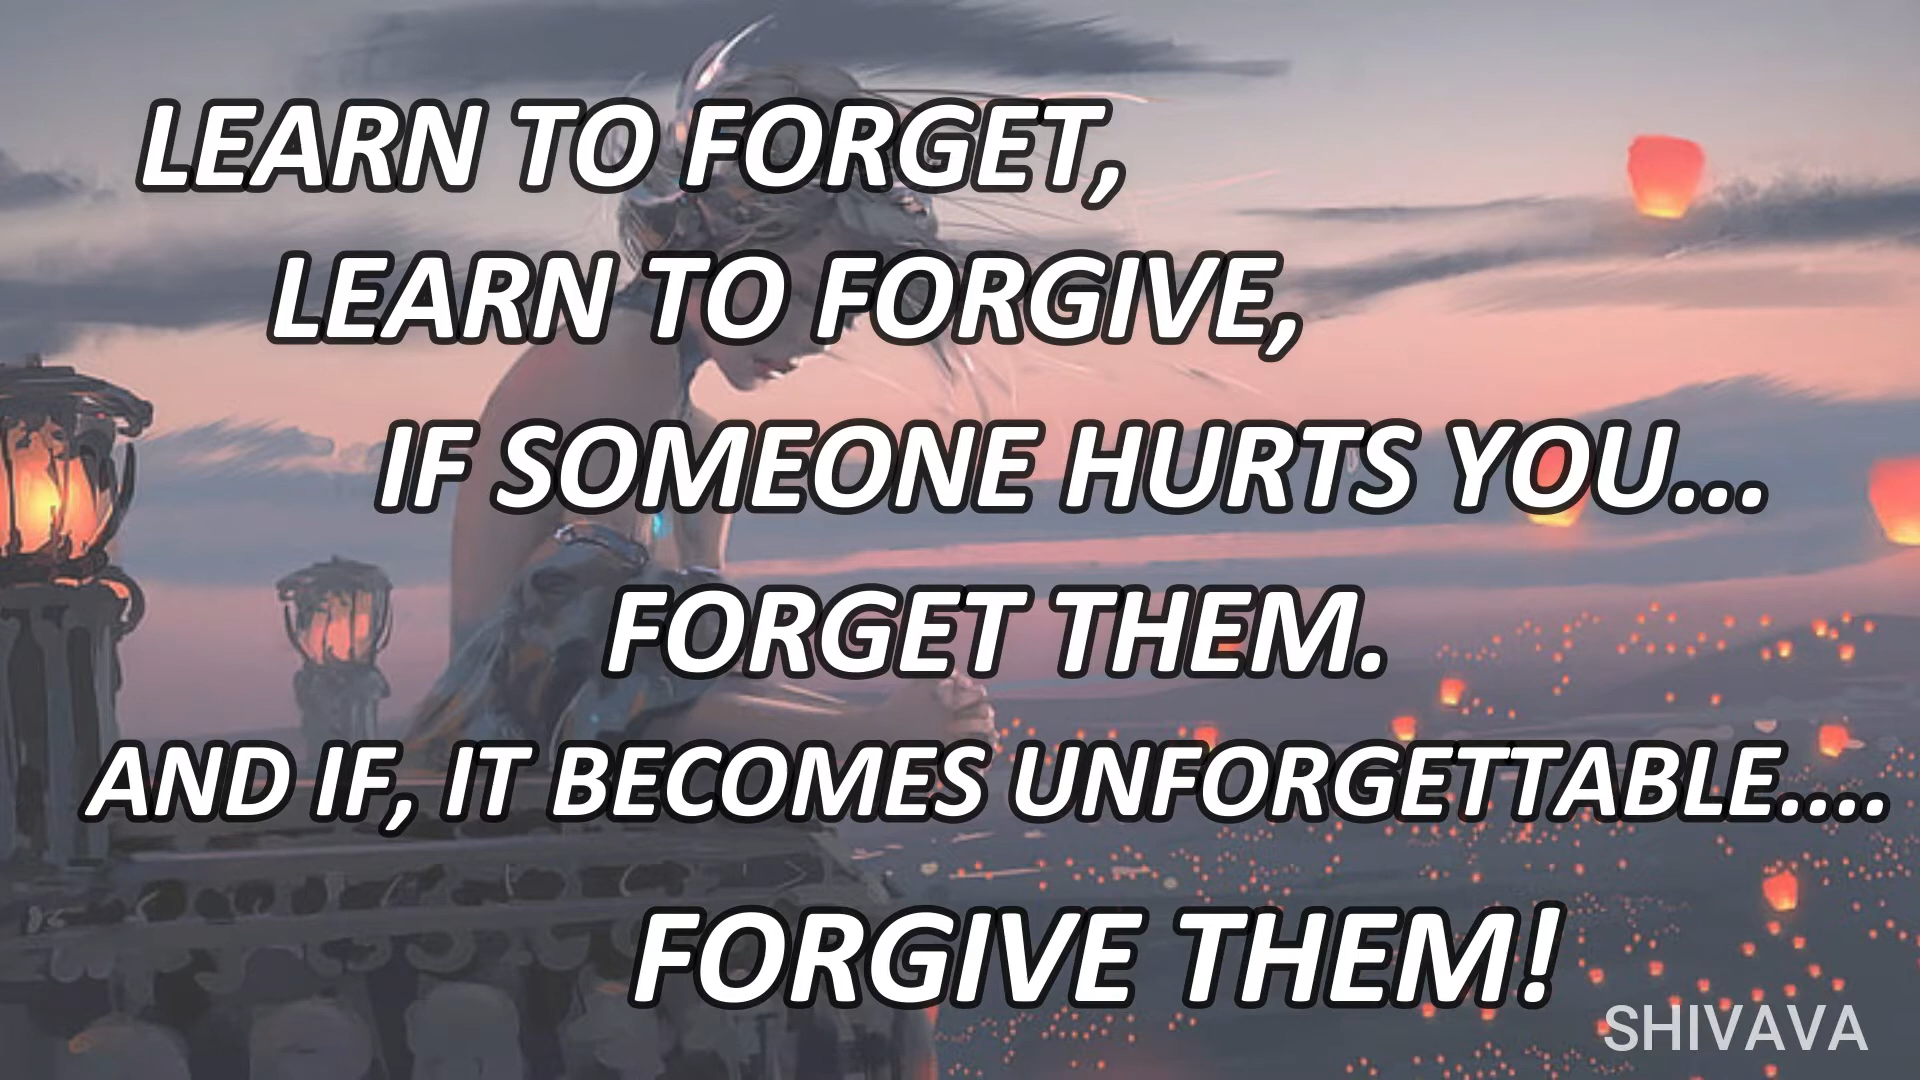 LEARN TO FORGET,
LEARN TO FORGIVE,
IF SOMEONE HURTS YOU...
FORGET THEM.
AND IF, IT BECOMES UNFORGETTABLE....
FORGIVE THEM!
SHIVAVA